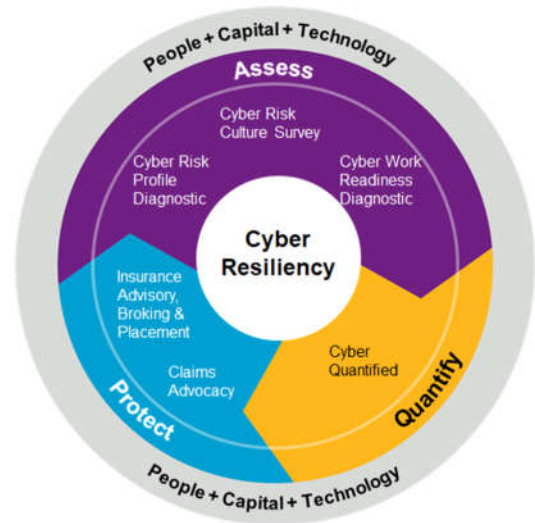 People + Capital + Technology
Assess
Cyber Risk
Culture Survey
Cyber Risk
Profile
Diagnostic
Cyber Work
Readiness
Diagnostic
Cyber
Resiliency
Insurance
Advisory,
Broking &
Placement
Claims
Advocacy
Cyber
Quantified
Protect
Quantify
People + Capital + Technology